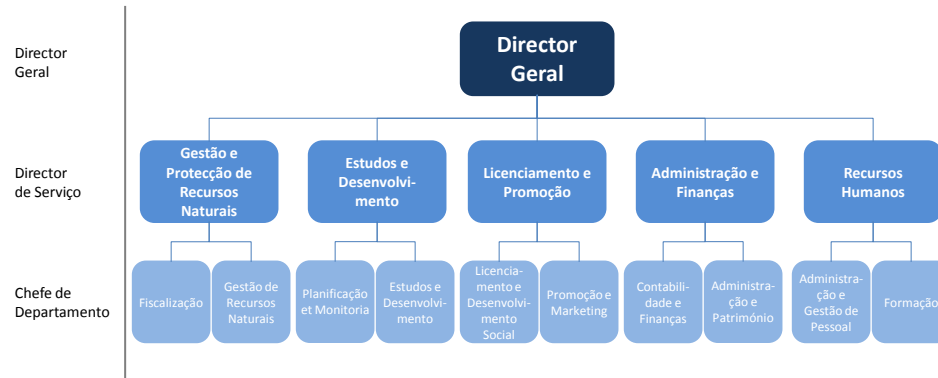 Director
Geral
Director
Geral
Director
de Serviço
Gestão e
Protecção de
Recursos
Naturais
Estudos e
Desenvolvi-
mento
Licenciamento e
Promoção
Administração e
Finanças
Recursos
Humanos
Chefe de
Departamento
Fiscalização
Gestão de
Recursos
Naturais
Planificação
et Monitoria
Estudos e
Desenvolvi-
mento
Licencia-
mento e
Desenvolvi-
mento
Social
Promoção e
Marketing
Contabili-
dade e
Finanças
Administra-
ção e
Património
Administra-
ção e
Gestão de
Pessoal
Formação